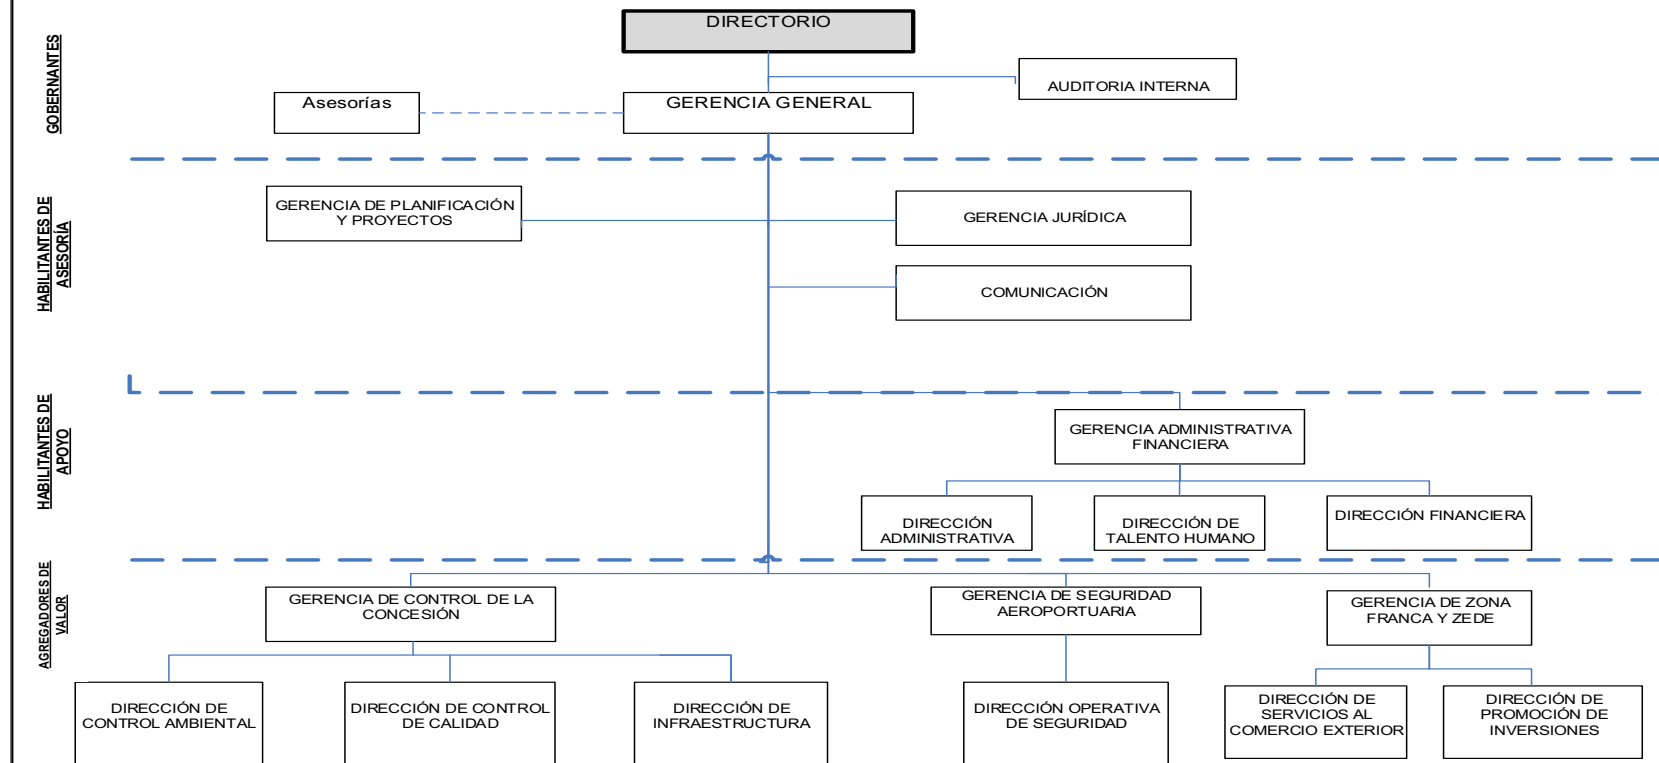 DIRECTORIO
GOBERNANTES
AUDITORIA INTERNA
Asesorías
GERENCIA GENERAL
HABILITANTES DE
ASESORÍA
GERENCIA DE PLANIFICACIÓN
Y PROYECTOS
GERENCIA JURÍDICA
COMUNICACIÓN
HABILITANTES DE
APOYO
GERENCIA ADMINISTRATIVA
FINANCIERA
DIRECCIÓN
ADMINISTRATIVA
DIRECCIÓN DE
TALENTO HUMANO
DIRECCIÓN FINANCIERA
AGREGADORES DE
VALOR
GERENCIA DE CONTROL DE LA
CONCESIÓN
GERENCIA DE SEGURIDAD
AEROPORTUARIA
GERENCIA DE ZONA
FRANCA Y ZEDE
DIRECCIÓN DE
CONTROL AMBIENTAL
DIRECCIÓN DE CONTROL
DE CALIDAD
DIRECCIÓN DE
INFRAESTRUCTURA
DIRECCIÓN OPERATIVA
DE SEGURIDAD
DIRECCIÓN DE
SERVICIOS AL
COMERCIO EXTERIOR
DIRECCIÓN DE
PROMOCIÓN DE
INVERSIONES